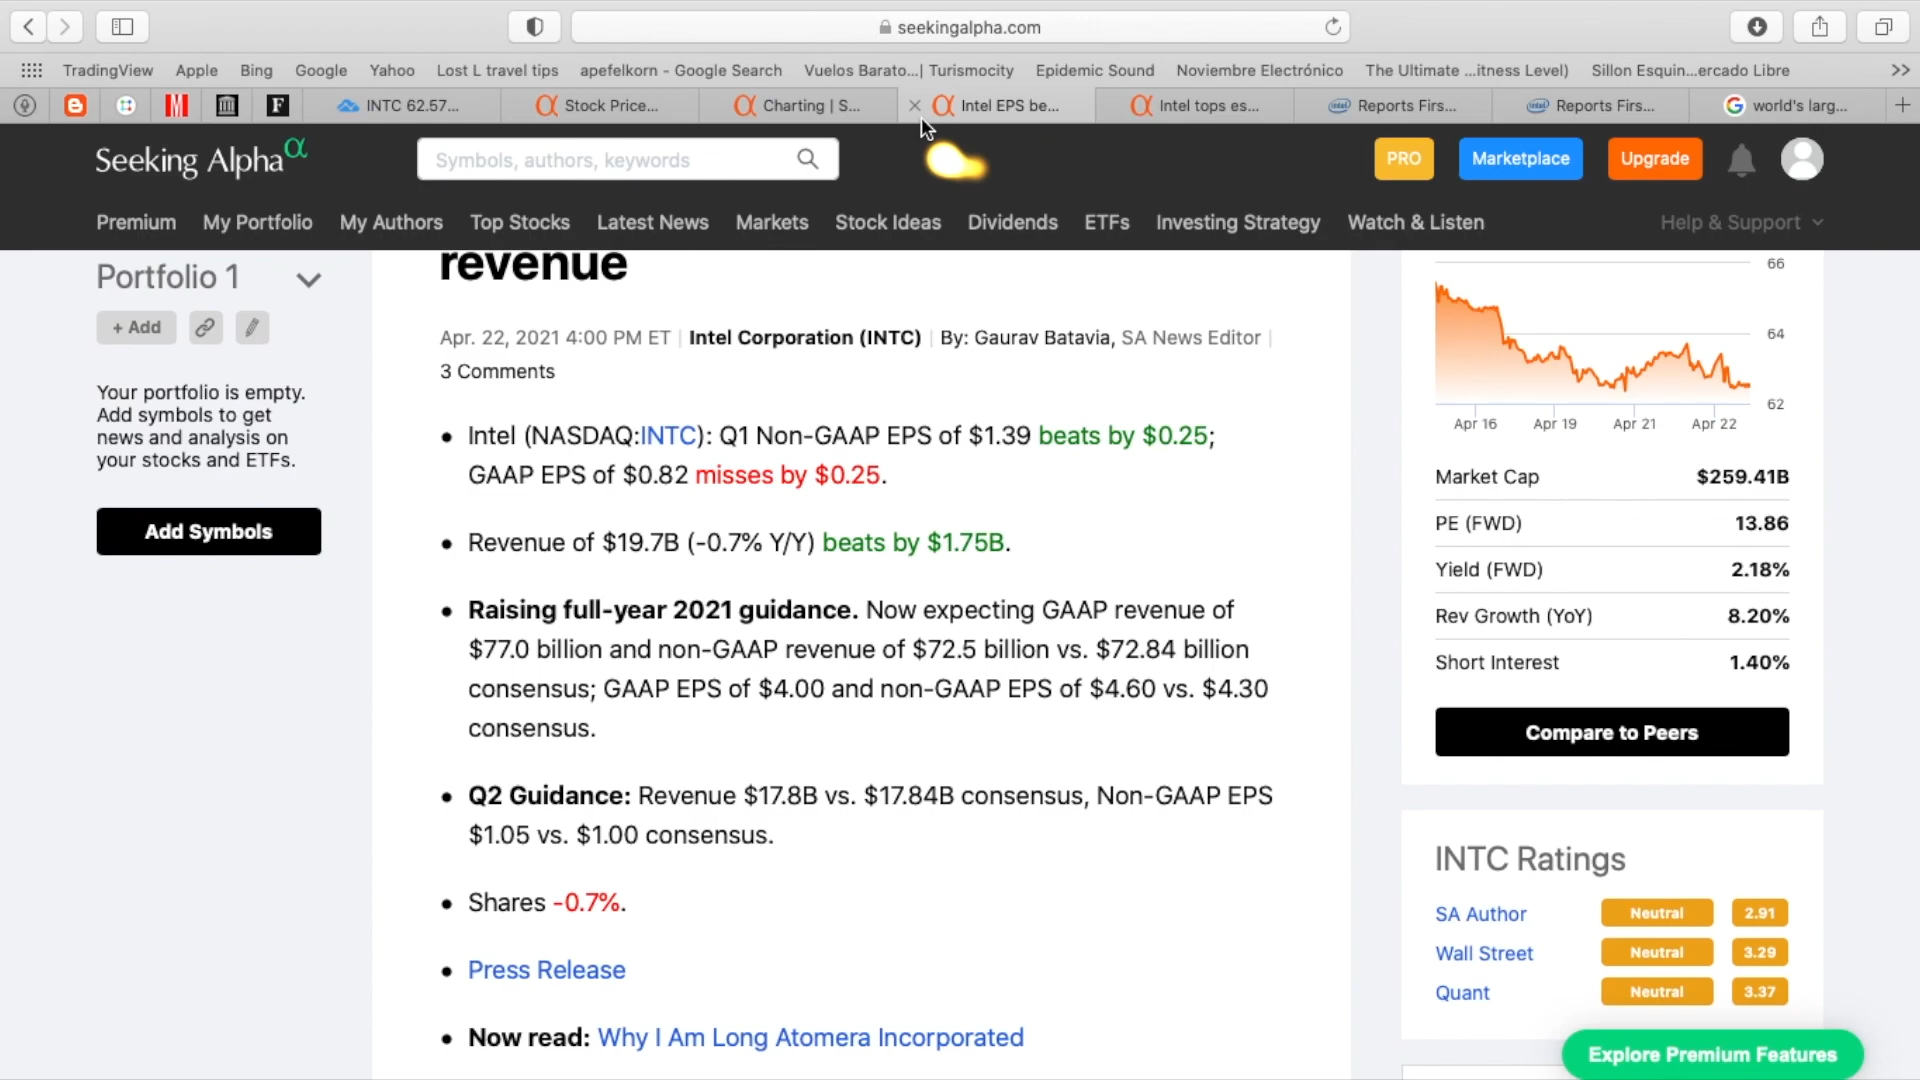 seekingalpha.com
TradingView Apple Bing Google Yahoo Lost L travel tips apefelkorn - Google Search Vuelos Barato...| Turismocity Epidemic Sound Noviembre Electrónico The Ultimate ...itness Level) Sillon Esquin...ercado Libre >>
INTC 62.57... Stock Price... Charting | S... Intel EPS be... Intel tops es... Reports Firs... Reports Firs... world's larg...
Seeking Alpha α
Symbols, authors, keywords
PRO Marketplace Upgrade
Premium My Portfolio My Authors Top Stocks Latest News Markets Stock Ideas Dividends ETFs Investing Strategy Watch & Listen Help & Support
Portfolio 1
+ Add
Your portfolio is empty.
Add symbols to get
news and analysis on
your stocks and ETFs.
Add Symbols
revenue
Apr. 22, 2021 4:00 PM ET | Intel Corporation (INTC) | By: Gaurav Batavia, SA News Editor |
3 Comments
• Intel (NASDAQ:INTC): Q1 Non-GAAP EPS of $1.39 beats by $0.25;
GAAP EPS of $0.82 misses by $0.25.
• Revenue of $19.7B (-0.7% Y/Y) beats by $1.75B.
• Raising full-year 2021 guidance. Now expecting GAAP revenue of
$77.0 billion and non-GAAP revenue of $72.5 billion vs. $72.84 billion
consensus; GAAP EPS of $4.00 and non-GAAP EPS of $4.60 vs. $4.30
consensus.
• Q2 Guidance: Revenue $17.8B vs. $17.84B consensus, Non-GAAP EPS
$1.05 vs. $1.00 consensus.
• Shares -0.7%.
• Press Release
• Now read: Why I Am Long Atomera Incorporated
66
64
62
Apr 16 Apr 19 Apr 21 Apr 22
Market Cap $259.41B
PE (FWD) 13.86
Yield (FWD) 2.18%
Rev Growth (YoY) 8.20%
Short Interest 1.40%
Compare to Peers
INTC Ratings
SA Author Neutral 2.91
Wall Street Neutral 3.29
Quant Neutral 3.37
Explore Premium Features